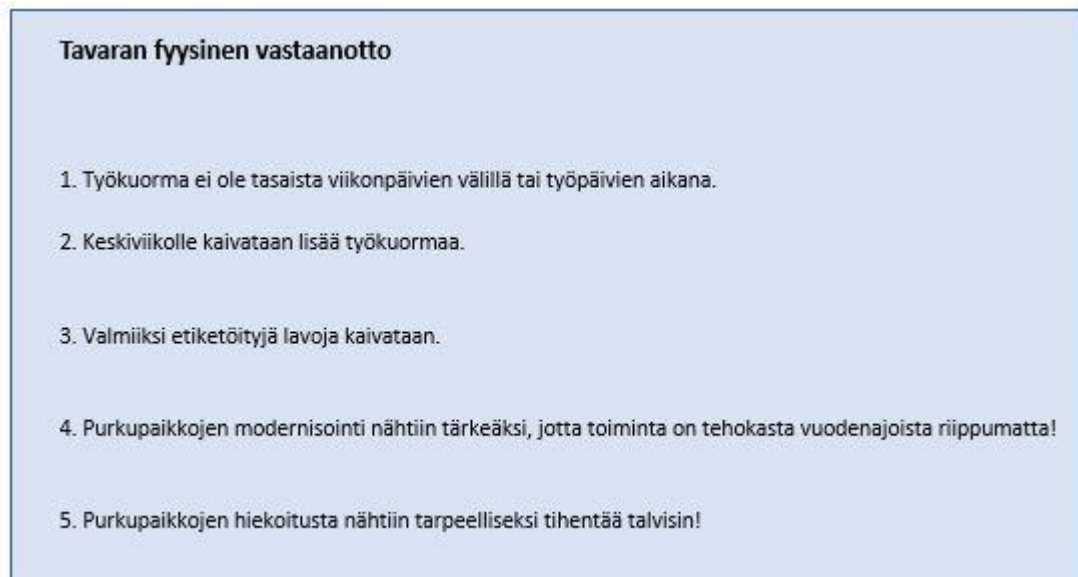 Tavaran fyysinen vastaanotto
1. Työkuorma ei ole tasaista viikonpäivien välillä tai työpäivien aikana.
2. Keskiviikolle kaivataan lisää työkuormaa.
3. Valmiiksi etiketöityjä lavoja kaivataan.
4. Purkupaikkojen modernisointi nähtiin tärkeäksi, jotta toiminta on tehokasta vuodenajoista riippumatta!
5. Purkupaikkojen hiekoitusta nähtiin tarpeelliseksi tihentää talvisin!